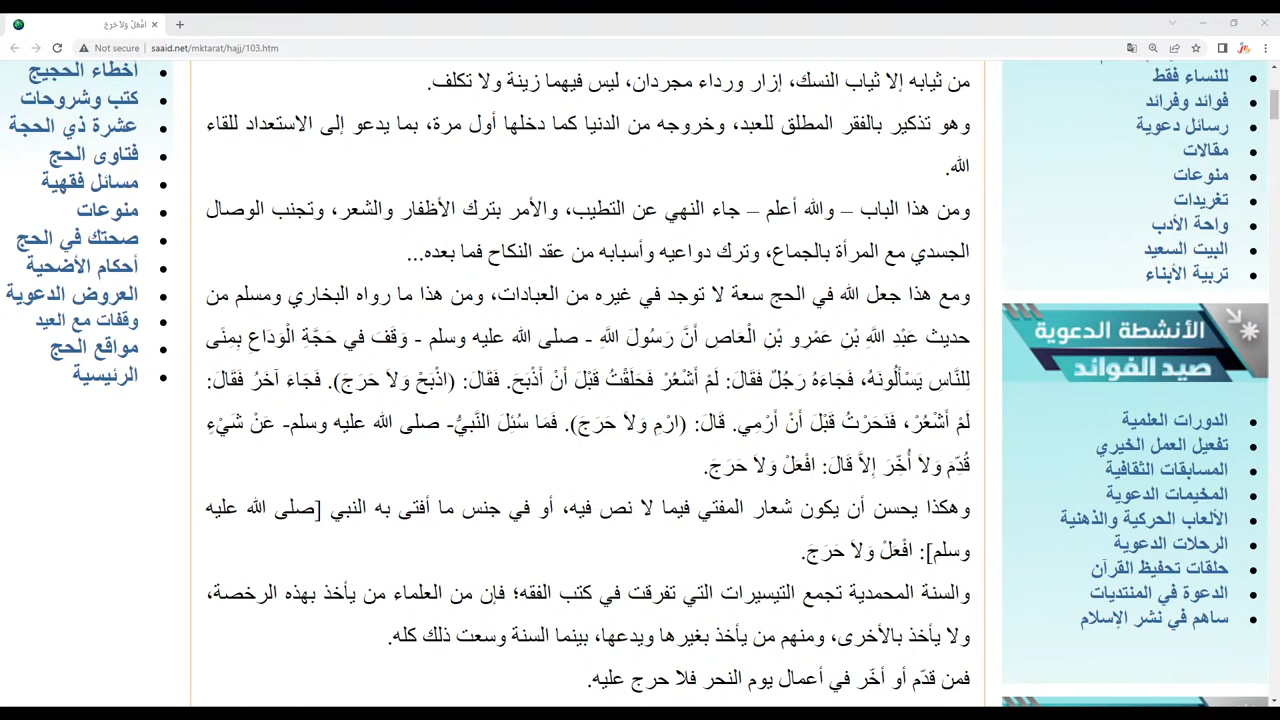 افْعَلْ وَلاَ حَرَجَ
Not secure
saaid.net/mktarat/hajj/103.htm
للنساء فقط
فوائد وفرائد
رسائل دعوية
مقالات
منوعات
تغريدات
واحة الأدب
البيت السعيد
تربية الأبناء
الأنشطة الدعوية
صيد الفوائد
الدورات العلمية
تفعيل العمل الخيري
المسابقات الثقافية
المخيمات الدعوية
الألعاب الحركية والذهنية
الرحلات الدعوية
حلقات تحفيظ القرآن
الدعوة في المنتديات
ساهم في نشر الإسلام
من ثيابه إلا ثياب النسك، إزار ورداء مجردان، ليس فيهما زينة ولا تكلف.
وهو تذكير بالفقر المطلق للعبد، وخروجه من الدنيا كما دخلها أول مرة، بما يدعو إلى الاستعداد للقاء
الله.
ومن هذا الباب – والله أعلم – جاء النهي عن التطيب، والأمر بترك الأظفار والشعر، وتجنب الوصال
الجسدي مع المرأة بالجماع، وترك دواعيه وأسبابه من عقد النكاح فما بعده...
ومع هذا جعل الله في الحج سعة لا توجد في غيره من العبادات، ومن هذا ما رواه البخاري ومسلم من
حديث عَبْدِ اللَّهِ بْنِ عَمْرِو بْنِ الْعَاص أَنَّ رَسُولَ اللَّهِ - صلى الله عليه وسلم - وَقَفَ في حَجَّةِ الْوَدَاعِ بِمِنًى
لِلنَّاسِ يَسْأَلُونَهُ، فَجَاءَهُ رَجُلٌ فَقَالَ: لَمْ أَشْعُرْ فَحَلَقْتُ قَبْلَ أَنْ أَذْبَحَ. فَقَالَ: (اذْبَحْ وَلاَ حَرَجَ). فَجَاءَ آخَرُ فَقَالَ:
لَمْ أَشْعُرْ، فَنَحَرْتُ قَبْلَ أَنْ أَرْمِي. قَالَ: (ارْمِ وَلاَ حَرَجَ). فَمَا سُئِلَ النَّبيُّ- صلى الله عليه وسلم- عَنْ شَيْءٍ
قُدِّمَ وَلاَ أُخِّرَ إِلاَّ قَالَ: افْعَلْ وَلاَ حَرَجَ.
وهكذا يحسن أن يكون شعار المفتي فيما لا نص فيه، أو في جنس ما أفتى به النبي [صلى الله عليه
وسلم]: افْعَلْ وَلاَ حَرَجَ.
والسنة المحمدية تجمع التيسيرات التي تفرقت في كتب الفقه؛ فإن من العلماء من يأخذ بهذه الرخصة،
ولا يأخذ بالأخرى، ومنهم من يأخذ بغيرها ويدعها، بينما السنة وسعت ذلك كله.
فمن قدّم أو أخّر في أعمال يوم النحر فلا حرج عليه.
أخطاء الحجيج
كتب وشروحات
عشرة ذي الحجة
فتاوى الحج
مسائل فقهية
منوعات
صحتك في الحج
أحكام الأضحية
العروض الدعوية
وقفات مع العيد
مواقع الحج
الرئيسية